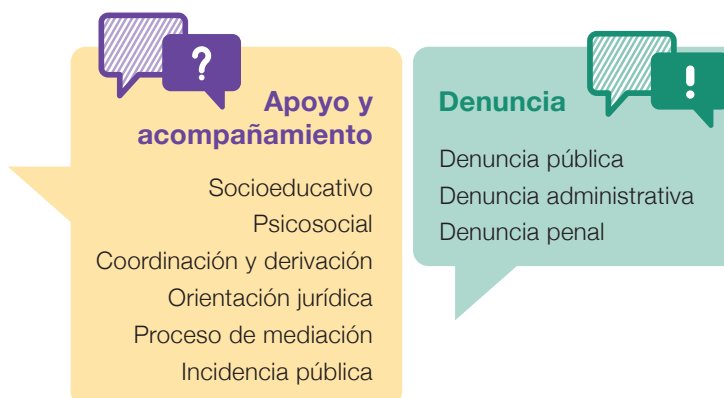 ?
Apoyo y
acompañamiento
Socioeducativo
Psicosocial
Coordinación y derivación
Orientación jurídica
Proceso de mediación
Incidencia pública
!
Denuncia
Denuncia pública
Denuncia administrativa
Denuncia penal